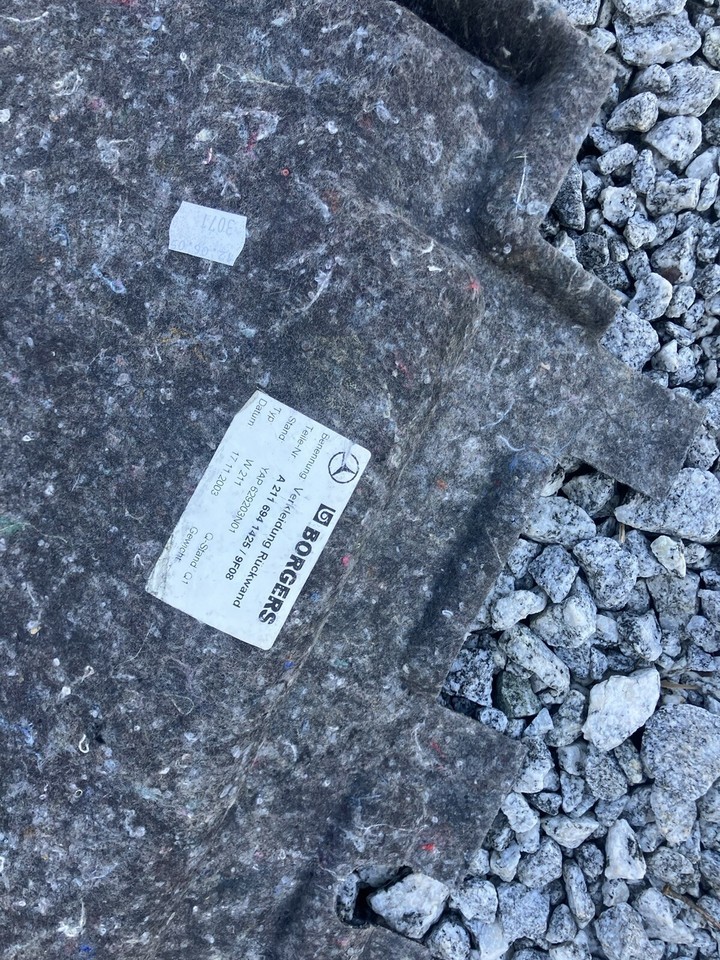 BORGERS
Benennung Verkleidung Rückwand
Teile-Nr A 211 694 1425 / 9F08
Stand YAP 629203N01
Typ W 211 Q-Stand Q1
Datum 17.11.2003 Gewicht
3071